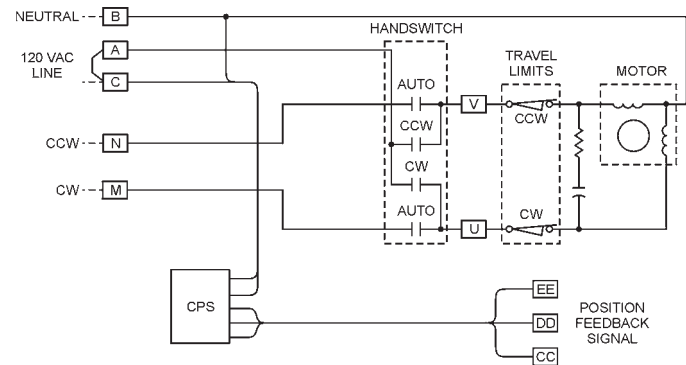 NEUTRAL
B
120 VAC
LINE
A
C
HANDSWITCH
TRAVEL
LIMITS
MOTOR
AUTO
V
CCW
CCW
CCW
N
CW
CW
M
AUTO
U
CW
CPS
EE
DD
CC
POSITION
FEEDBACK
SIGNAL